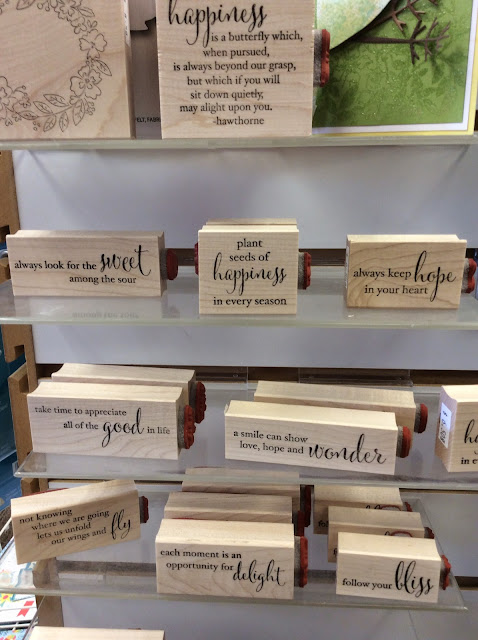 happiness
is a butterfly which,
when pursued,
is always beyond our grasp,
but which if you will
sit down quietly,
may alight upon you.
-hawthorne
always look for the sweet
among the sour
plant
seeds of
happiness
in every season
always keep hope
in your heart
take time to appreciate
all of the good in life
a smile can show
love, hope and wonder
in e
not knowing
where we are going
lets us unfold
our wings and fly
each moment is an
opportunity for delight
follow your bliss